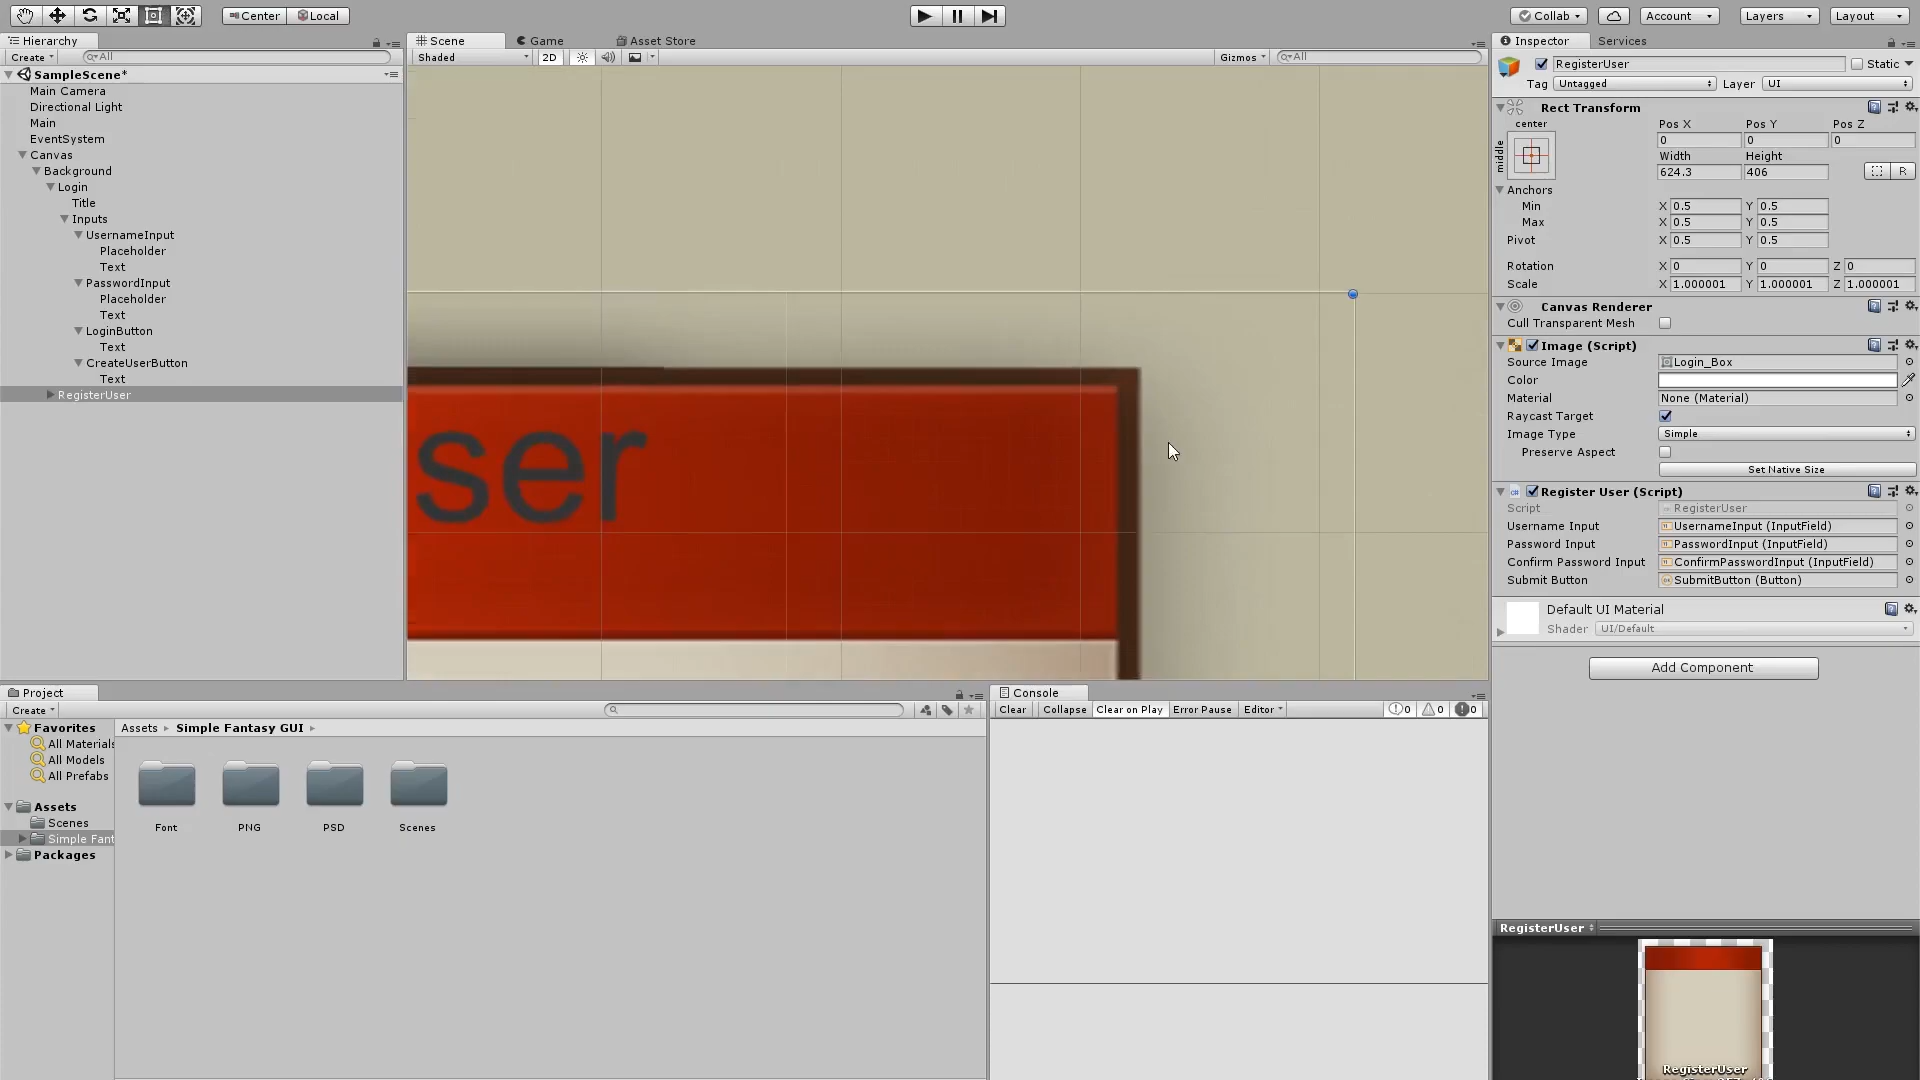 Center Local
Collab Account Layers Layout
Hierarchy
Create All
SampleScene*
Main Camera
Directional Light
Main
EventSystem
Canvas
Background
Login
Title
Inputs
UsernameInput
Placeholder
Text
PasswordInput
Placeholder
Text
LoginButton
Text
CreateUserButton
Text
RegisterUser
Scene Game Asset Store
Shaded 2D Gizmos All
ser
Inspector Services
RegisterUser Static
Tag Untagged Layer UI
Rect Transform
center
middle
Pos X Pos Y Pos Z
0 0 0
Width Height
624.3 406 R
Anchors
Min X 0.5 Y 0.5
Max X 0.5 Y 0.5
Pivot X 0.5 Y 0.5
Rotation X 0 Y 0 Z 0
Scale X 1.000001 Y 1.000001 Z 1.000001
Canvas Renderer
Cull Transparent Mesh
Image (Script)
Source Image Login_Box
Color
Material None (Material)
Raycast Target
Image Type Simple
Preserve Aspect
Set Native Size
Register User (Script)
Script RegisterUser
Username Input UsernameInput (InputField)
Password Input PasswordInput (InputField)
Confirm Password Input ConfirmPasswordInput (InputField)
Submit Button SubmitButton (Button)
Default UI Material
Shader UI/Default
Add Component
RegisterUser
RegisterUser
Project
Create
Favorites
All Materials
All Models
All Prefabs
Assets
Scenes
Simple Fant
Packages
Assets Simple Fantasy GUI
Font PNG PSD Scenes
Console
Clear Collapse Clear on Play Error Pause Editor 0 0 0